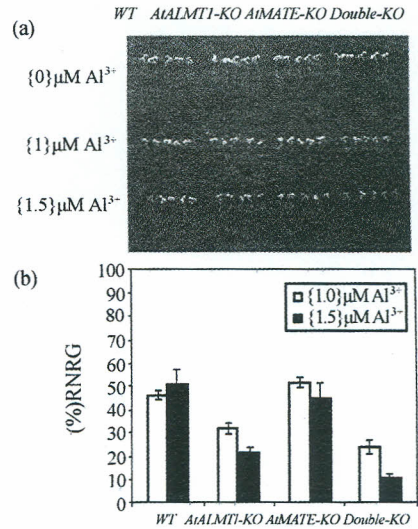 WT AtALMT1-KO AtMATE-KO Double-KO
(a)
{0}μM Al³⁺
{1}μM Al³⁺
{1.5}μM Al³⁺
(b)
100
90
80
70
60
50
40
30
20
10
0
(%)RNRG
{1.0}μM Al³⁺
{1.5}μM Al³⁺
WT AtALMT1-KO AtMATE-KO Double-KO